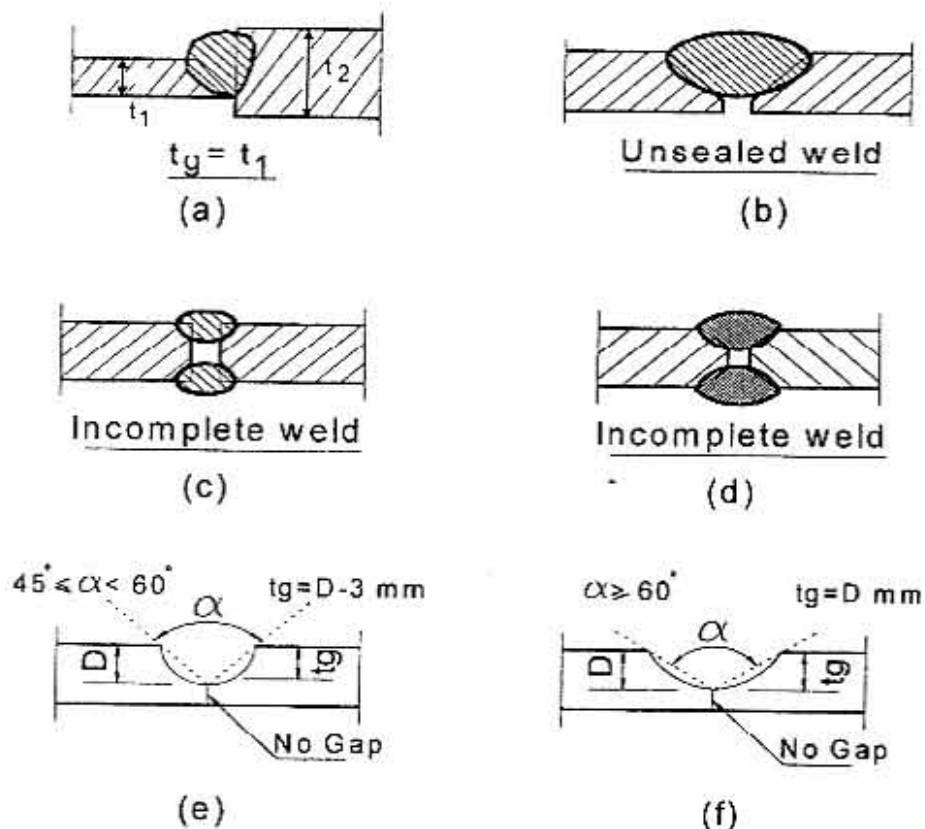 t₁
t₂
tg = t₁
(a)
Unsealed weld
(b)
Incomplete weld
(c)
Incomplete weld
(d)
45° ⩽ α < 60°
tg=D-3 mm
α
D
tg
No Gap
(e)
α ⩾ 60°
tg=D mm
α
D
tg
No Gap
(f)